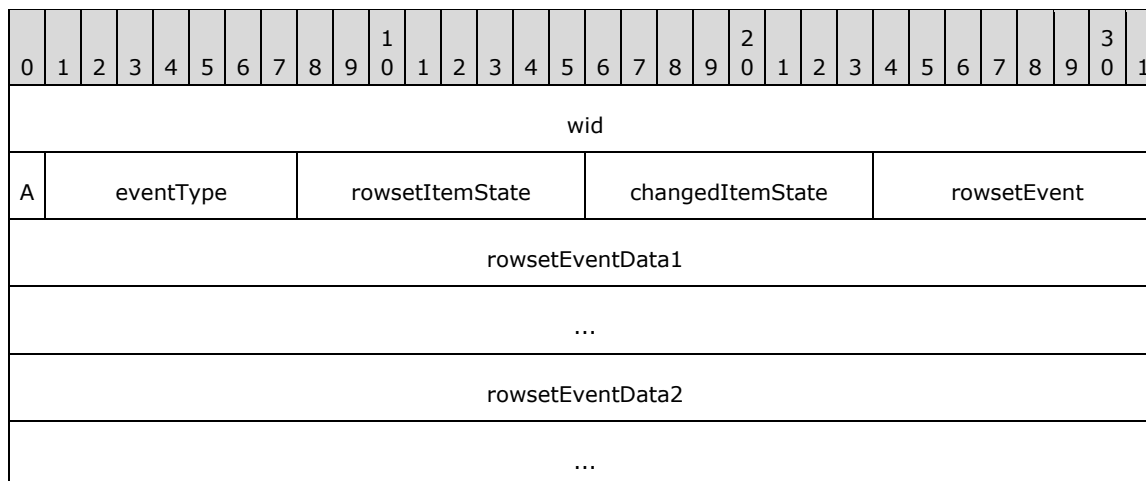 0 1 2 3 4 5 6 7 8 9 1 0 1 2 3 4 5 6 7 8 9 2 0 1 2 3 4 5 6 7 8 9 3 0 1
wid
A eventType rowsetItemState changedItemState rowsetEvent
rowsetEventData1
...
rowsetEventData2
...